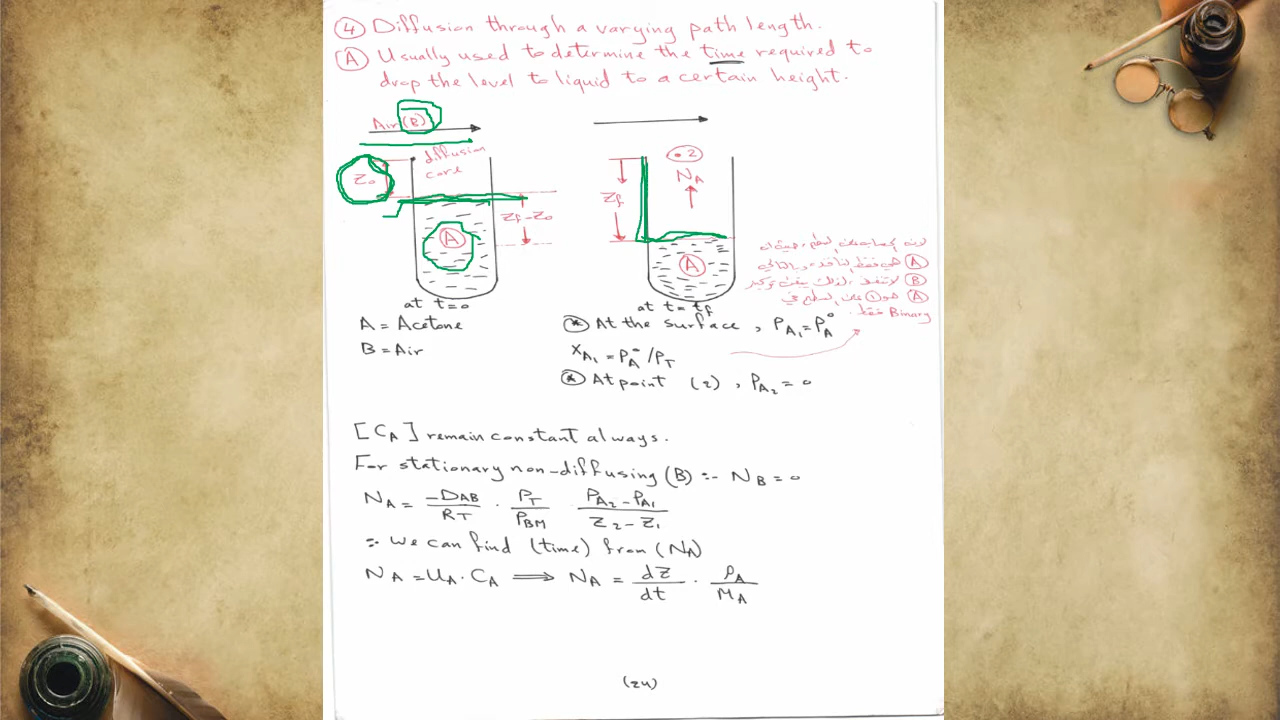 ④ Diffusion through a varying path length.
Ⓐ Usually used to determine the time required to
drop the level to liquid to a certain height.
Air (B)
Z₀
diffusion
core
Zf-Z₀
A
at t=0
•2
Zf
NA
A
at t=tf
Ⓐ
Ⓑ
Ⓐ
Binary فقط.
A = Acetone
B = Air
⊛ At the surface, PA₁=PA°
xA₁ = PA°/PT
⊛ At point (2), PA₂ = 0
[CA] remain constant always.
For stationary non-diffusing (B) :- NB = 0
NA = -DAB/RT · PT/PBM · PA₂-PA₁/Z₂-Z₁
∴ We can find (time) from (NA)
NA = UA · CA ⟹ NA = dZ/dt · ρA/MA
(24)